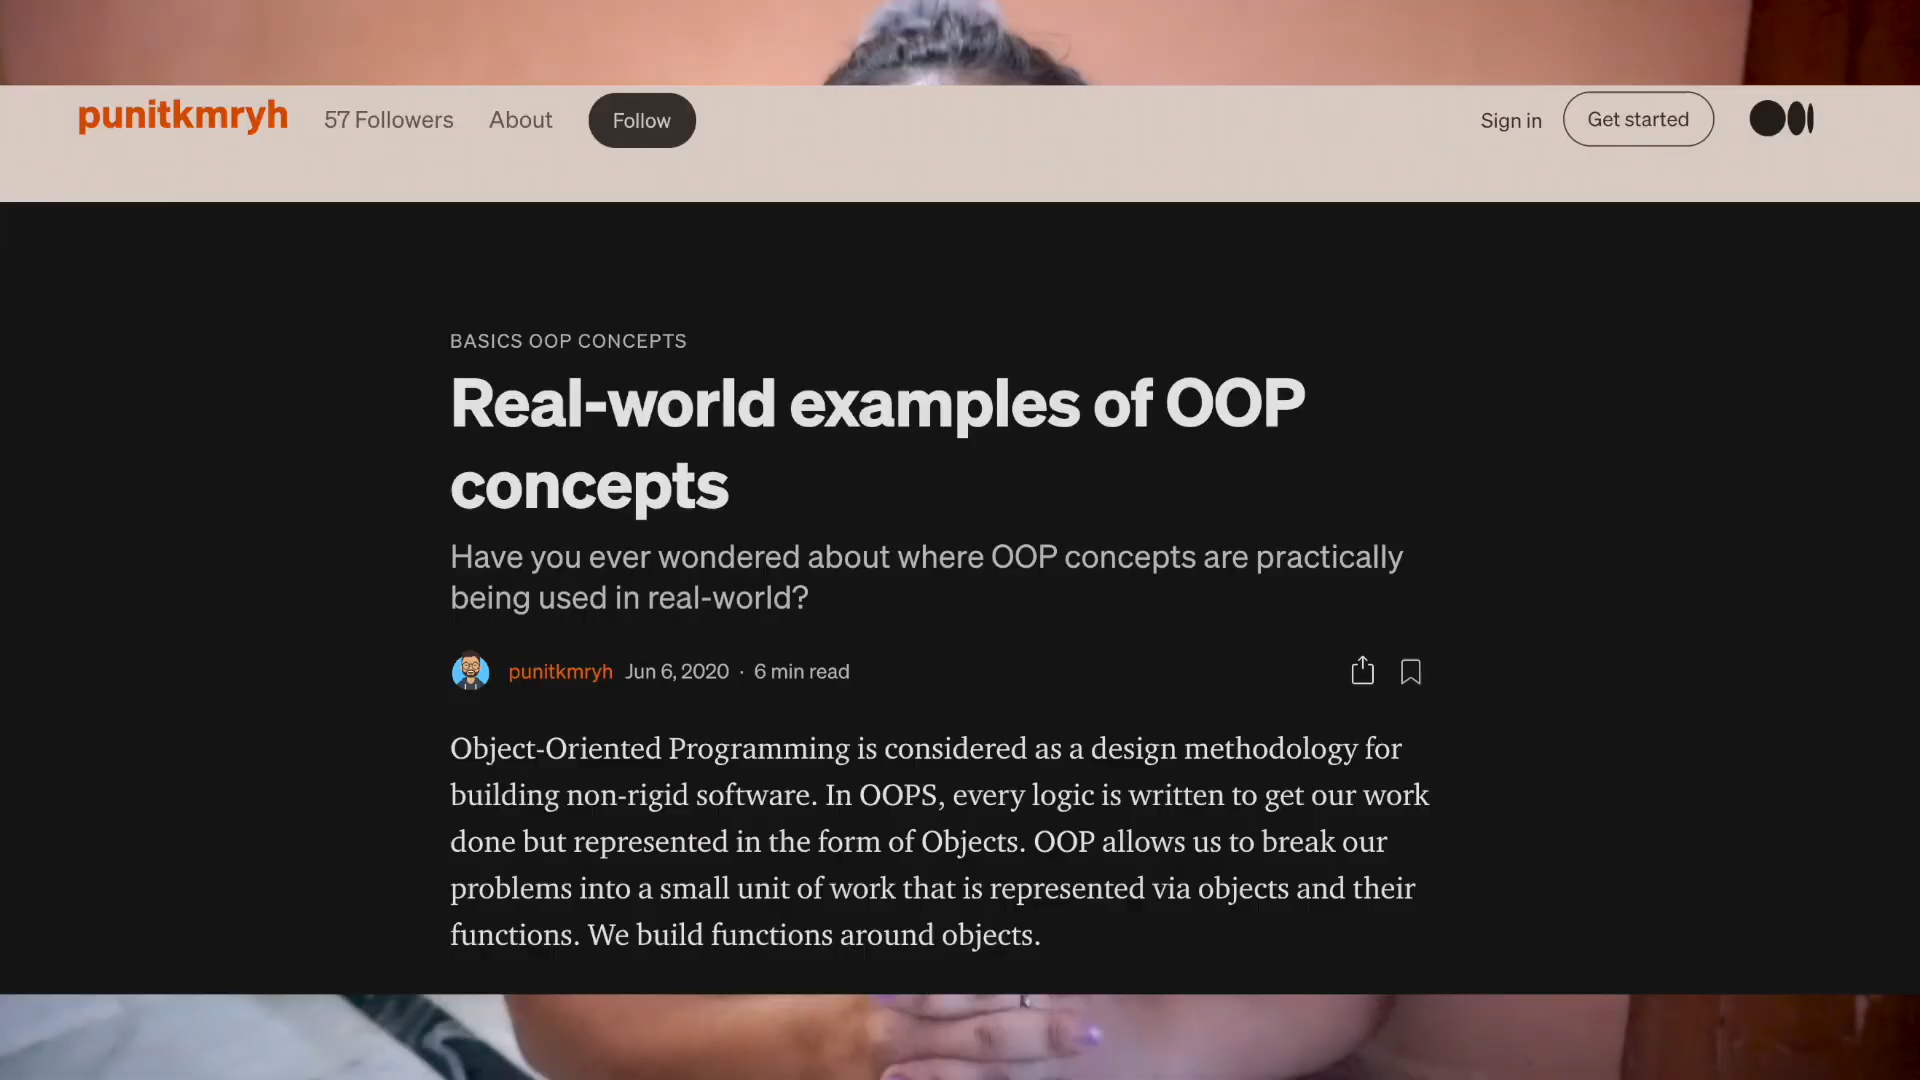 punitkmryh 57 Followers About Follow Sign in Get started
BASICS OOP CONCEPTS
Real-world examples of OOP
concepts
Have you ever wondered about where OOP concepts are practically
being used in real-world?
punitkmryh Jun 6, 2020 · 6 min read
Object-Oriented Programming is considered as a design methodology for
building non-rigid software. In OOPS, every logic is written to get our work
done but represented in the form of Objects. OOP allows us to break our
problems into a small unit of work that is represented via objects and their
functions. We build functions around objects.